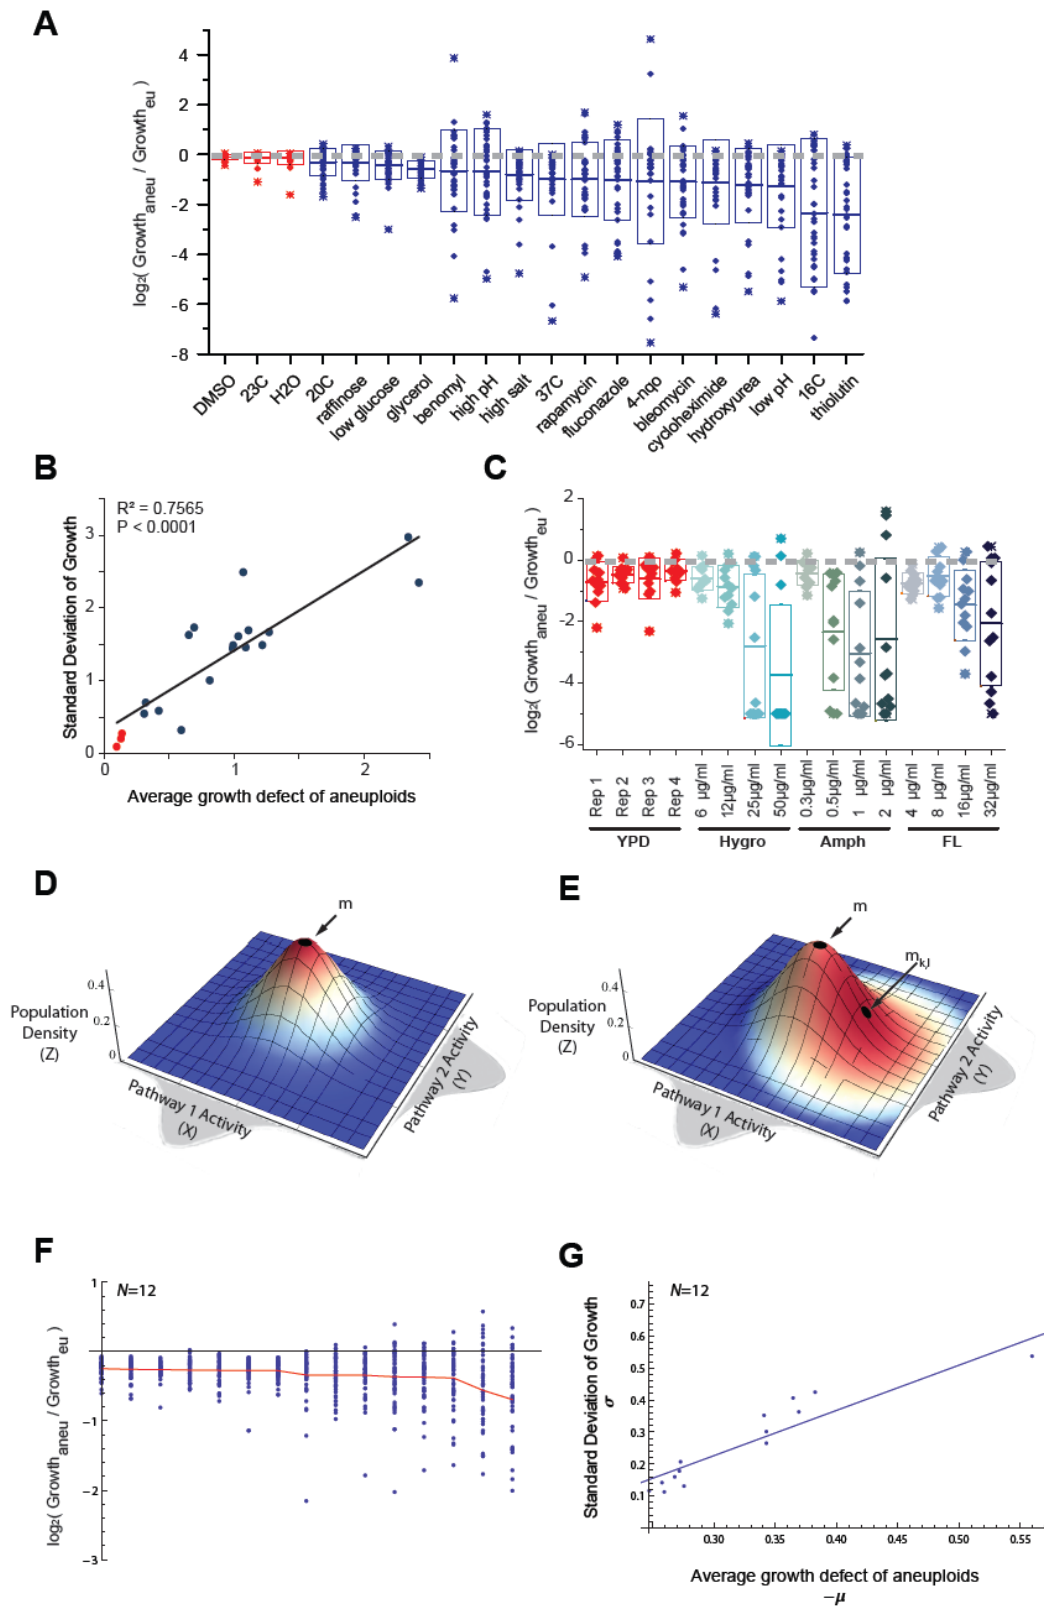 A
log2( Growthaneu / Growtheu )
4
2
0
-2
-4
-6
-8
DMSO
23C
H2O
20C
raffinose
low glucose
glycerol
benomyl
high pH
high salt
37C
rapamycin
fluconazole
4-nqo
bleomycin
cycloheximide
hydroxyurea
low pH
16C
thiolutin
B
Standard Deviation of Growth
R² = 0.7565
P < 0.0001
3
2
1
0
0
1
2
Average growth defect of aneuploids
C
log2( Growthaneu / Growtheu )
2
0
-2
-4
-6
Rep 1
Rep 2
Rep 3
Rep 4
6 µg/ml
12µg/ml
25µg/ml
50µg/ml
0.3µg/ml
0.5µg/ml
1 µg/ml
2 µg/ml
4 µg/ml
8 µg/ml
16µg/ml
32µg/ml
YPD
Hygro
Amph
FL
D
m
0.4
0.2
0
Population
Density
(Z)
Pathway 1 Activity
(X)
Pathway 2 Activity
(Y)
E
m
mk,l
0.4
0.2
0
Population
Density
(Z)
Pathway 1 Activity
(X)
Pathway 2 Activity
(Y)
F
log2( Growthaneu / Growtheu )
N=12
1
-1
-2
-3
G
Standard Deviation of Growth
σ
N=12
0.7
0.6
0.5
0.4
0.3
0.2
0.1
0.30
0.35
0.40
0.45
0.50
0.55
Average growth defect of aneuploids
−μ